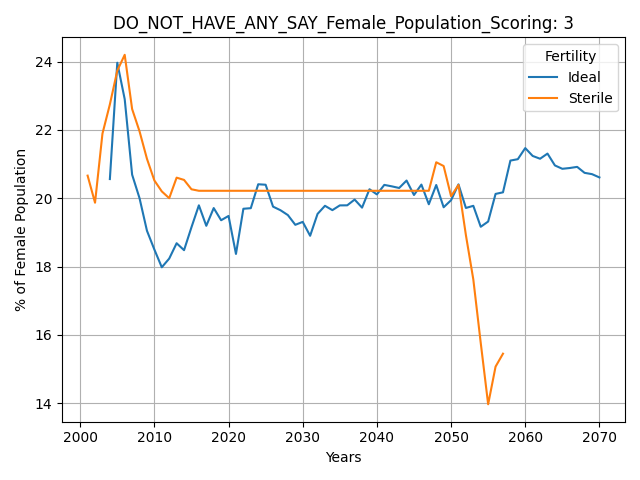 DO_NOT_HAVE_ANY_SAY_Female_Population_Scoring: 3
Fertility
Ideal
Sterile
% of Female Population
24
22
20
18
16
14
2000 2010 2020 2030 2040 2050 2060 2070
Years